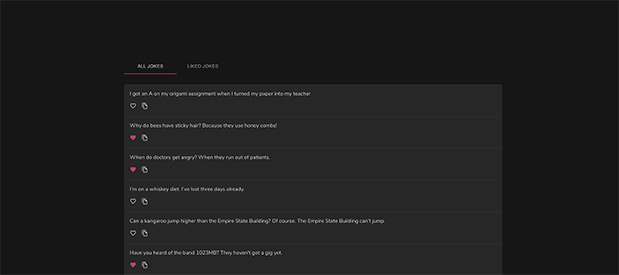 ALL JOKES
LIKED JOKES
I got an A on my origami assignment when I turned my paper into my teacher
Why do bees have sticky hair? Because they use honey combs!
When do doctors get angry? When they run out of patients.
I'm on a whiskey diet. I've lost three days already.
Can a kangaroo jump higher than the Empire State Building? Of course. The Empire State Building can't jump.
Have you heard of the band 1023MB? They haven't got a gig yet.